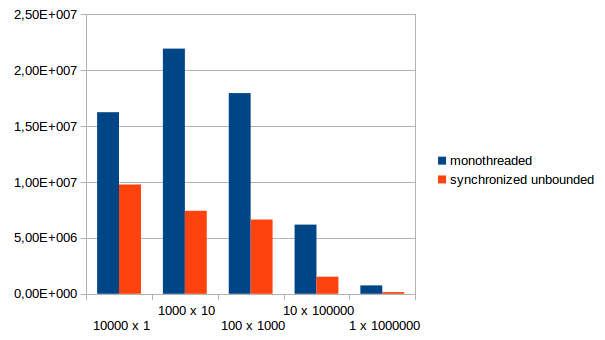 2,50E+007
2,00E+007
1,50E+007
1,00E+007
5,00E+006
0,00E+000
10000 x 1
1000 x 10
100 x 1000
10 x 100000
1 x 1000000
monothreaded
synchronized unbounded